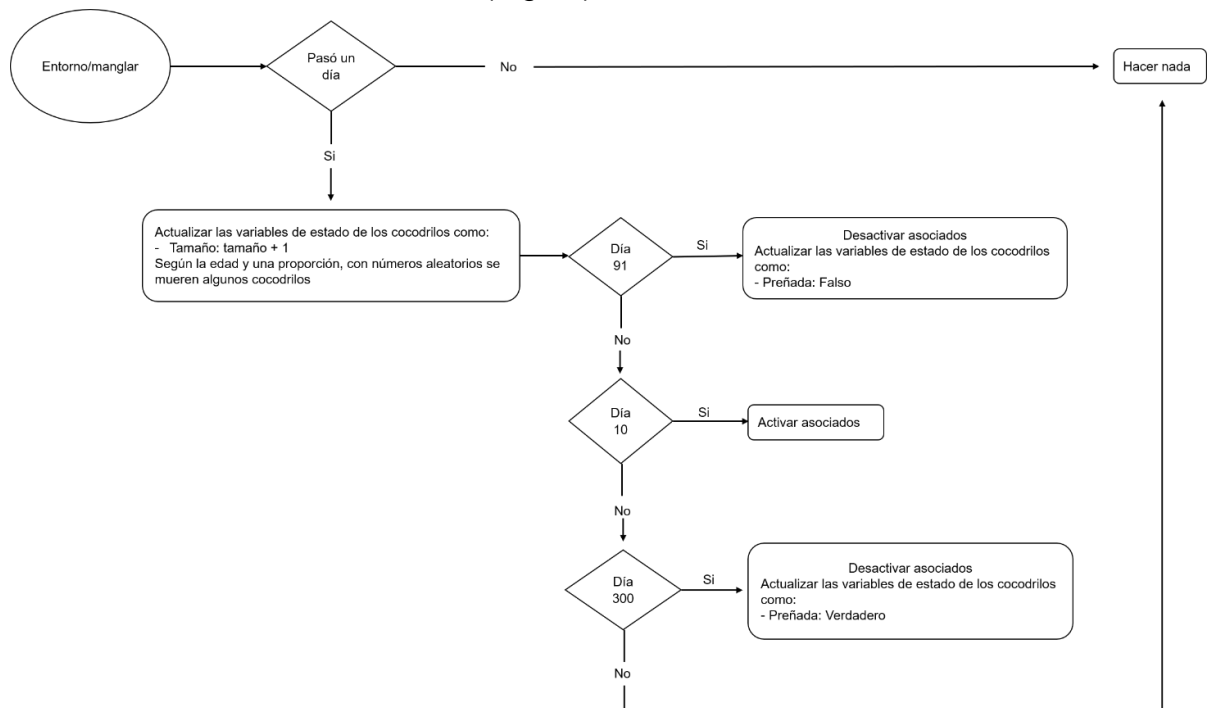 Entorno/manglar
Pasó un
día
No
Hacer nada
Si
Actualizar las variables de estado de los cocodrilos como:
- Tamaño: tamaño + 1
Según la edad y una proporción, con números aleatorios se
mueren algunos cocodrilos
Día
91
Si
Desactivar asociados
Actualizar las variables de estado de los cocodrilos
como:
- Preñada: Falso
No
Día
10
Si
Activar asociados
No
Día
300
Si
Desactivar asociados
Actualizar las variables de estado de los cocodrilos
como:
- Preñada: Verdadero
No